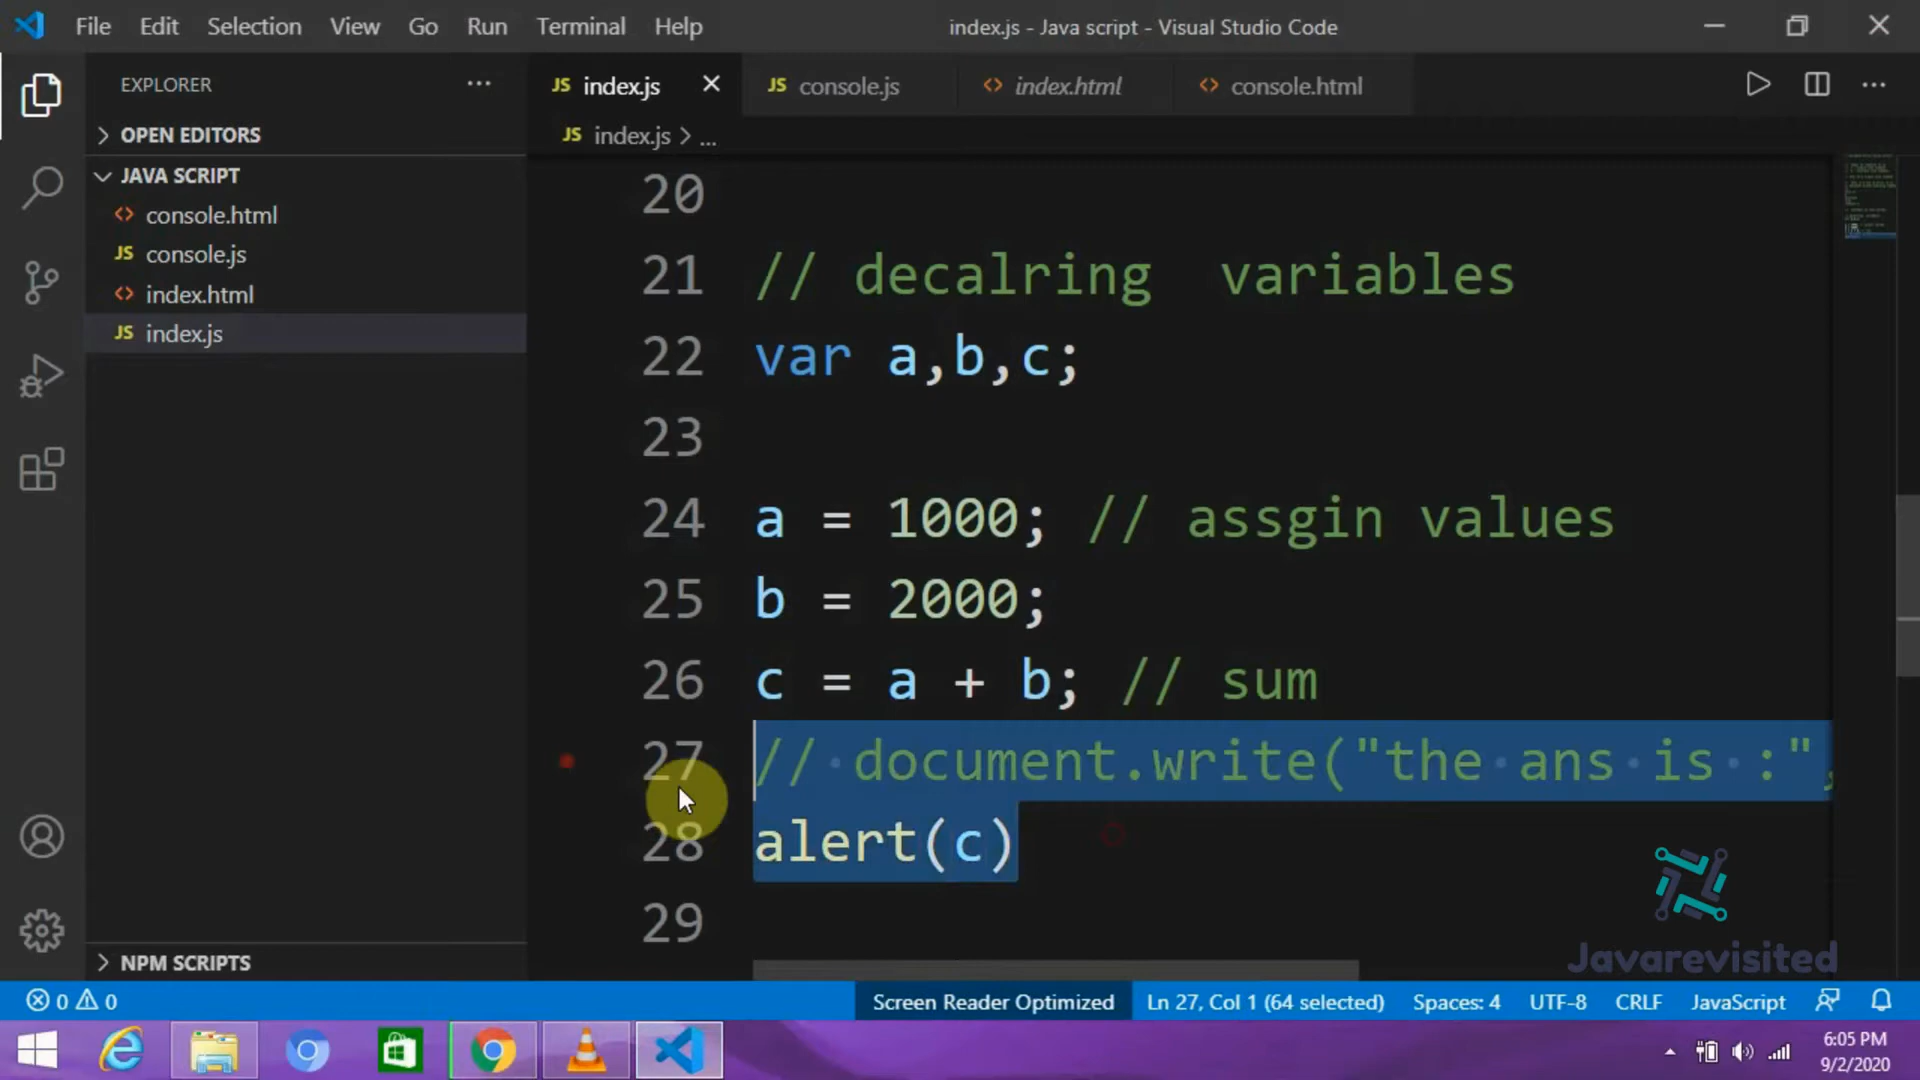 File Edit Selection View Go Run Terminal Help index.js - Java script - Visual Studio Code
EXPLORER
JS index.js JS console.js index.html console.html
OPEN EDITORS
JS index.js > ...
JAVA SCRIPT
console.html
JS console.js
index.html
JS index.js
20
21 // decalring variables
22 var a,b,c;
23
24 a = 1000; // assgin values
25 b = 2000;
26 c = a + b; // sum
27 // document.write("the ans is :",
28 alert(c)
29
NPM SCRIPTS
Javarevisited
0 0 Screen Reader Optimized Ln 27, Col 1 (64 selected) Spaces: 4 UTF-8 CRLF JavaScript
6:05 PM
9/2/2020